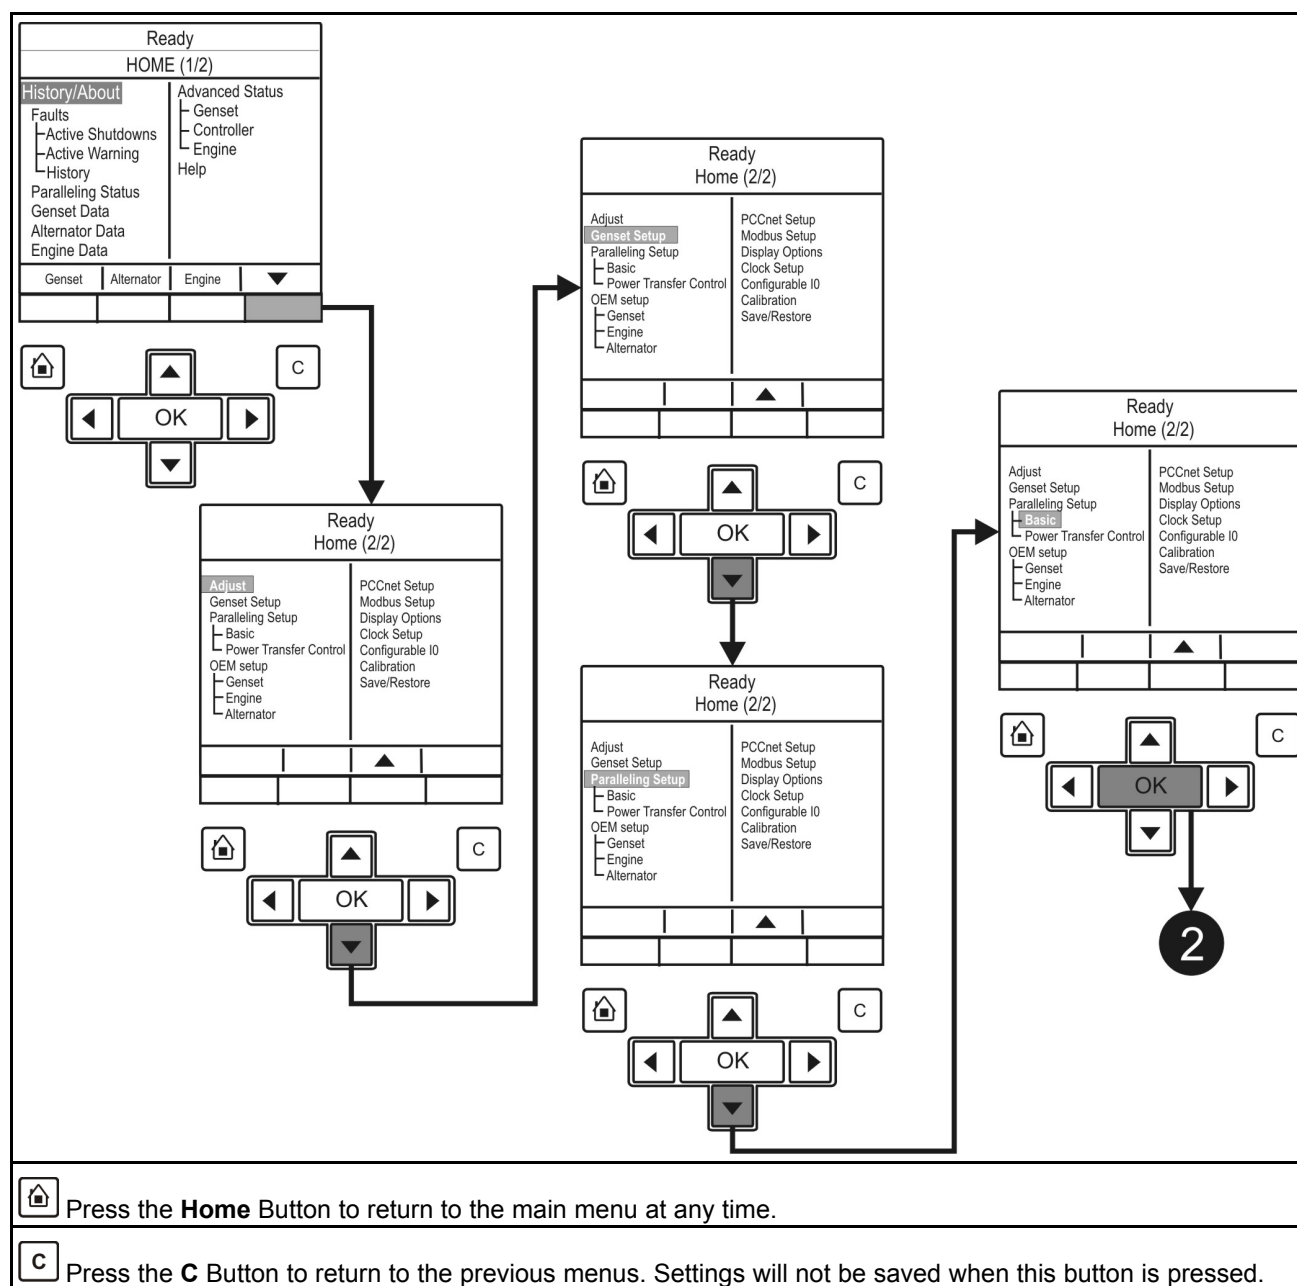 Ready
HOME (1/2)
History/About
Faults
Active Shutdowns
Active Warning
History
Paralleling Status
Genset Data
Alternator Data
Engine Data
Advanced Status
Genset
Controller
Engine
Help
Genset Alternator Engine
C
OK
Ready
Home (2/2)
Adjust
Genset Setup
Paralleling Setup
Basic
Power Transfer Control
OEM setup
Genset
Engine
Alternator
PCCnet Setup
Modbus Setup
Display Options
Clock Setup
Configurable I0
Calibration
Save/Restore
C
OK
Ready
Home (2/2)
Adjust
Genset Setup
Paralleling Setup
Basic
Power Transfer Control
OEM setup
Genset
Engine
Alternator
PCCnet Setup
Modbus Setup
Display Options
Clock Setup
Configurable I0
Calibration
Save/Restore
C
OK
Ready
Home (2/2)
Adjust
Genset Setup
Paralleling Setup
Basic
Power Transfer Control
OEM setup
Genset
Engine
Alternator
PCCnet Setup
Modbus Setup
Display Options
Clock Setup
Configurable I0
Calibration
Save/Restore
C
OK
Ready
Home (2/2)
Adjust
Genset Setup
Paralleling Setup
Basic
Power Transfer Control
OEM setup
Genset
Engine
Alternator
PCCnet Setup
Modbus Setup
Display Options
Clock Setup
Configurable I0
Calibration
Save/Restore
C
OK
2
Press the Home Button to return to the main menu at any time.
C Press the C Button to return to the previous menus. Settings will not be saved when this button is pressed.